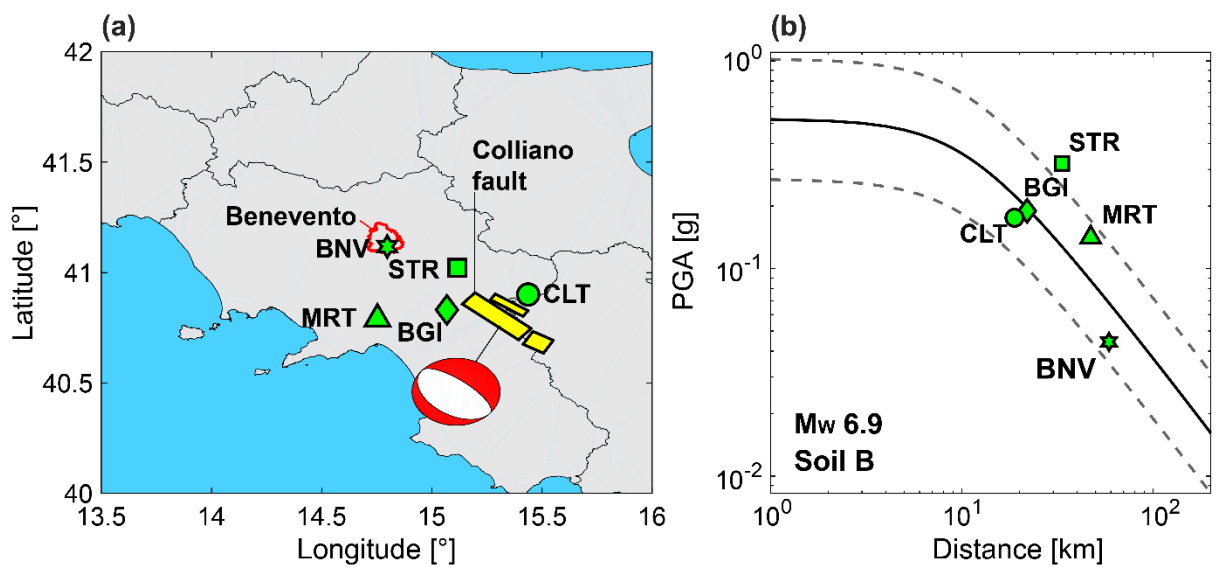 (a)
42
41.5
41
40.5
40
Latitude [°]
Colliano
fault
Benevento
BNV
STR
CLT
MRT
BGI
13.5 14 14.5 15 15.5 16
Longitude [°]
(b)
10⁰
10⁻¹
10⁻²
PGA [g]
STR
BGI
CLT
MRT
BNV
Mw 6.9
Soil B
10⁰ 10¹ 10²
Distance [km]